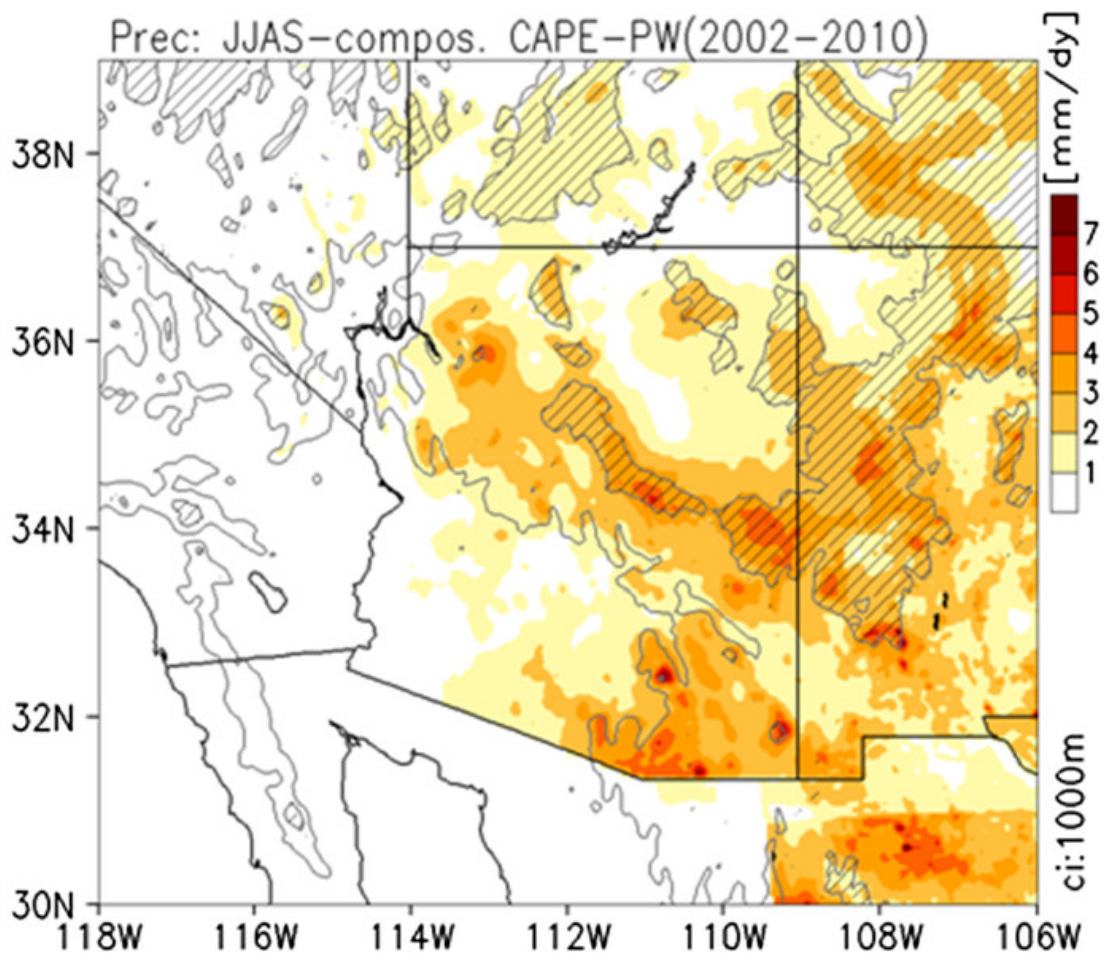 Prec: JJAS-compos. CAPE-PW(2002-2010)
[mm/dy]
38N
36N
34N
32N
30N
118W 116W 114W 112W 110W 108W 106W
7
6
5
4
3
2
1
ci:1000m